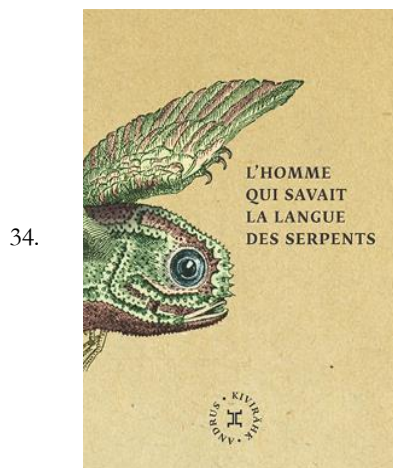 34.
L'HOMME
QUI SAVAIT
LA LANGUE
DES SERPENTS
ANDRUS • KIVIRÄHK •